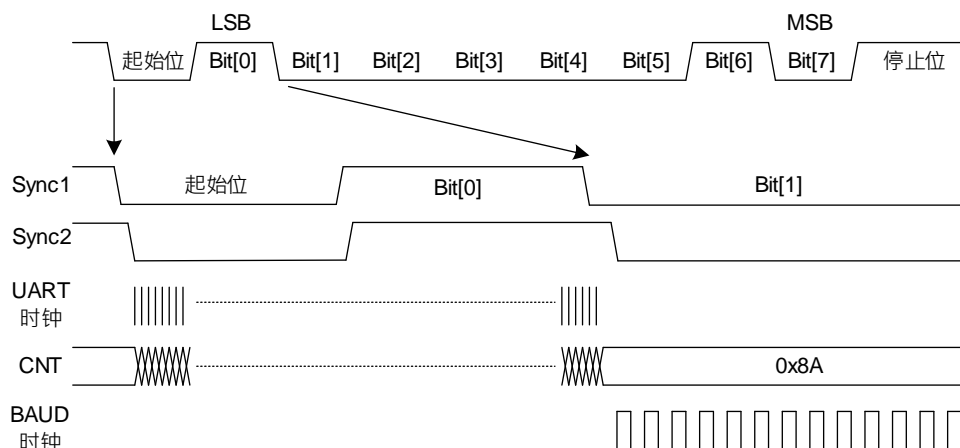 LSB MSB
起始位 Bit[0] Bit[1] Bit[2] Bit[3] Bit[4] Bit[5] Bit[6] Bit[7] 停止位
Sync1 起始位 Bit[0] Bit[1]
Sync2
UART
时钟
CNT 0x8A
BAUD
时钟